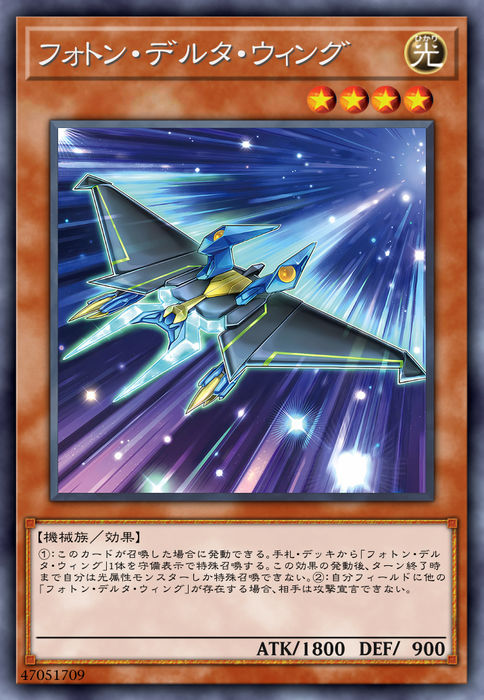 フォトン・デルタ・ウィング
ひかり
光
【機械族／効果】
①:このカードが召喚した場合に発動できる。手札・デッキから「フォトン・デル
タ・ウィング」1体を守備表示で特殊召喚する。この効果の発動後、ターン終了時
まで自分は光属性モンスターしか特殊召喚できない。②:自分フィールドに他の
「フォトン・デルタ・ウィング」が存在する場合、相手は攻撃宣言できない。
ATK/1800 DEF/ 900
47051709